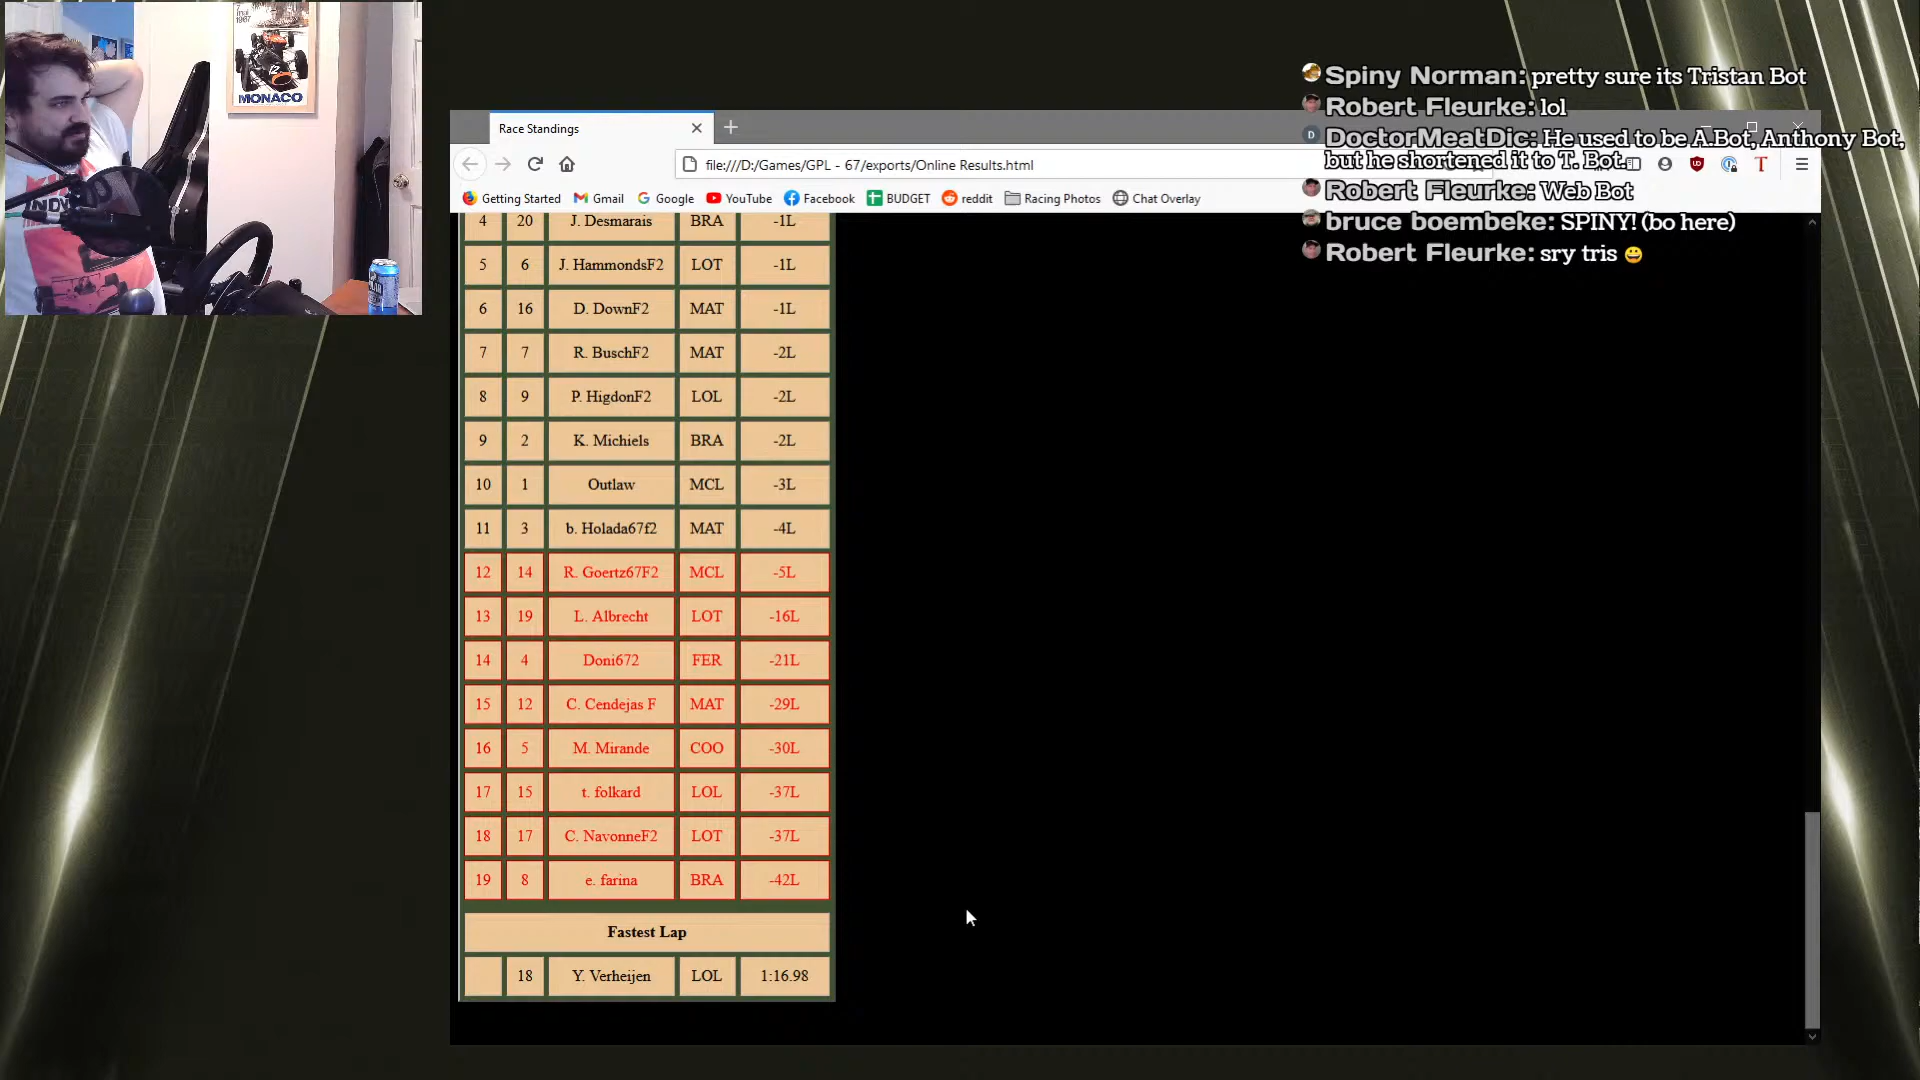 7 mai
1967
12
MONACO
INDY
Race Standings
file:///D:/Games/GPL - 67/exports/Online Results.html
Getting Started Gmail Google YouTube Facebook BUDGET reddit Racing Photos Chat Overlay
Spiny Norman: pretty sure its Tristan Bot
Robert Fleurke: lol
D DoctorMeatDic: He used to be A.Bot, Anthony Bot,
but he shortened it to T. Bot.
Robert Fleurke: Web Bot
bruce boembeke: SPINY! (bo here)
Robert Fleurke: sry tris 😀
4 20 J. Desmarais BRA -1L
5 6 J. HammondsF2 LOT -1L
6 16 D. DownF2 MAT -1L
7 7 R. BuschF2 MAT -2L
8 9 P. HigdonF2 LOL -2L
9 2 K. Michiels BRA -2L
10 1 Outlaw MCL -3L
11 3 b. Holada67f2 MAT -4L
12 14 R. Goertz67F2 MCL -5L
13 19 L. Albrecht LOT -16L
14 4 Doni672 FER -21L
15 12 C. Cendejas F MAT -29L
16 5 M. Mirande COO -30L
17 15 t. folkard LOL -37L
18 17 C. NavonneF2 LOT -37L
19 8 e. farina BRA -42L
Fastest Lap
18 Y. Verheijen LOL 1:16.98